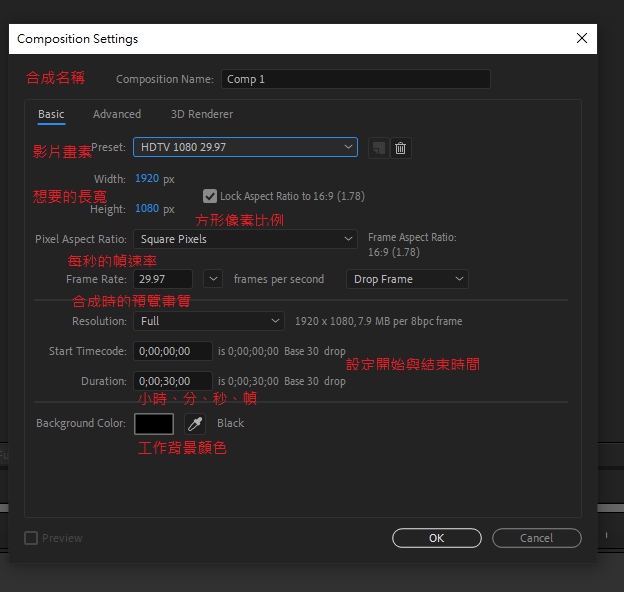 Composition Settings
合成名稱 Composition Name: Comp 1
Basic Advanced 3D Renderer
影片畫素 Preset: HDTV 1080 29.97
Width: 1920 px
想要的長寬 Lock Aspect Ratio to 16:9 (1.78)
Height: 1080 px
方形像素比例
Pixel Aspect Ratio: Square Pixels Frame Aspect Ratio:
16:9 (1.78)
每秒的幀速率
Frame Rate: 29.97 frames per second Drop Frame
合成時的預覽畫質
Resolution: Full 1920 x 1080, 7.9 MB per 8bpc frame
Start Timecode: 0;00;00;00 is 0;00;00;00 Base 30 drop
設定開始與結束時間
Duration: 0;00;30;00 is 0;00;30;00 Base 30 drop
小時、分、秒、幀
Background Color: Black
工作背景顏色
Preview OK Cancel